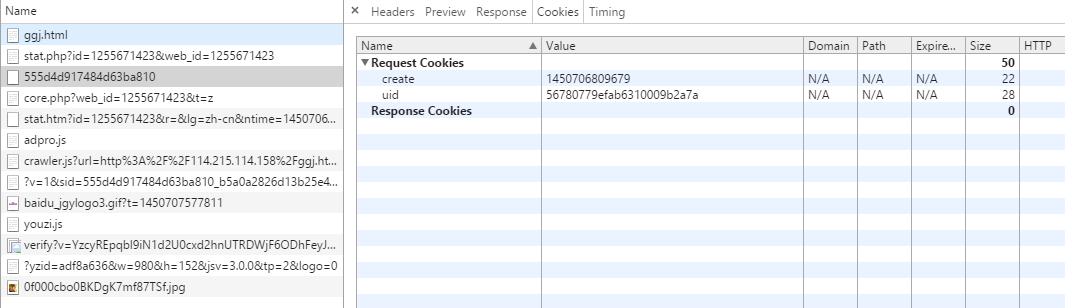 Name
ggj.html
stat.php?id=1255671423&web_id=1255671423
555d4d917484d63ba810
core.php?web_id=1255671423&t=z
stat.htm?id=1255671423&r=&lg=zh-cn&ntime=1450706...
adpro.js
crawler.js?url=http%3A%2F%2F114.215.114.158%2Fggj.ht...
?v=1&sid=555d4d917484d63ba810_b5a0a2826d13b25e4...
baidu_jgylogo3.gif?t=1450707577811
youzi.js
verify?v=YzcyREpqbI9iN1d2U0cxd2hnUTRDWjF6ODhFeyJ...
?yzid=adf8a636&w=980&h=152&jsv=3.0.0&tp=2&logo=0
0f000cbo0BKDgK7mf87TSf.jpg
× Headers Preview Response Cookies Timing
Name Value Domain Path Expire... Size HTTP
Request Cookies 50
create 1450706809679 N/A N/A N/A 22
uid 56780779efab6310009b2a7a N/A N/A N/A 28
Response Cookies 0